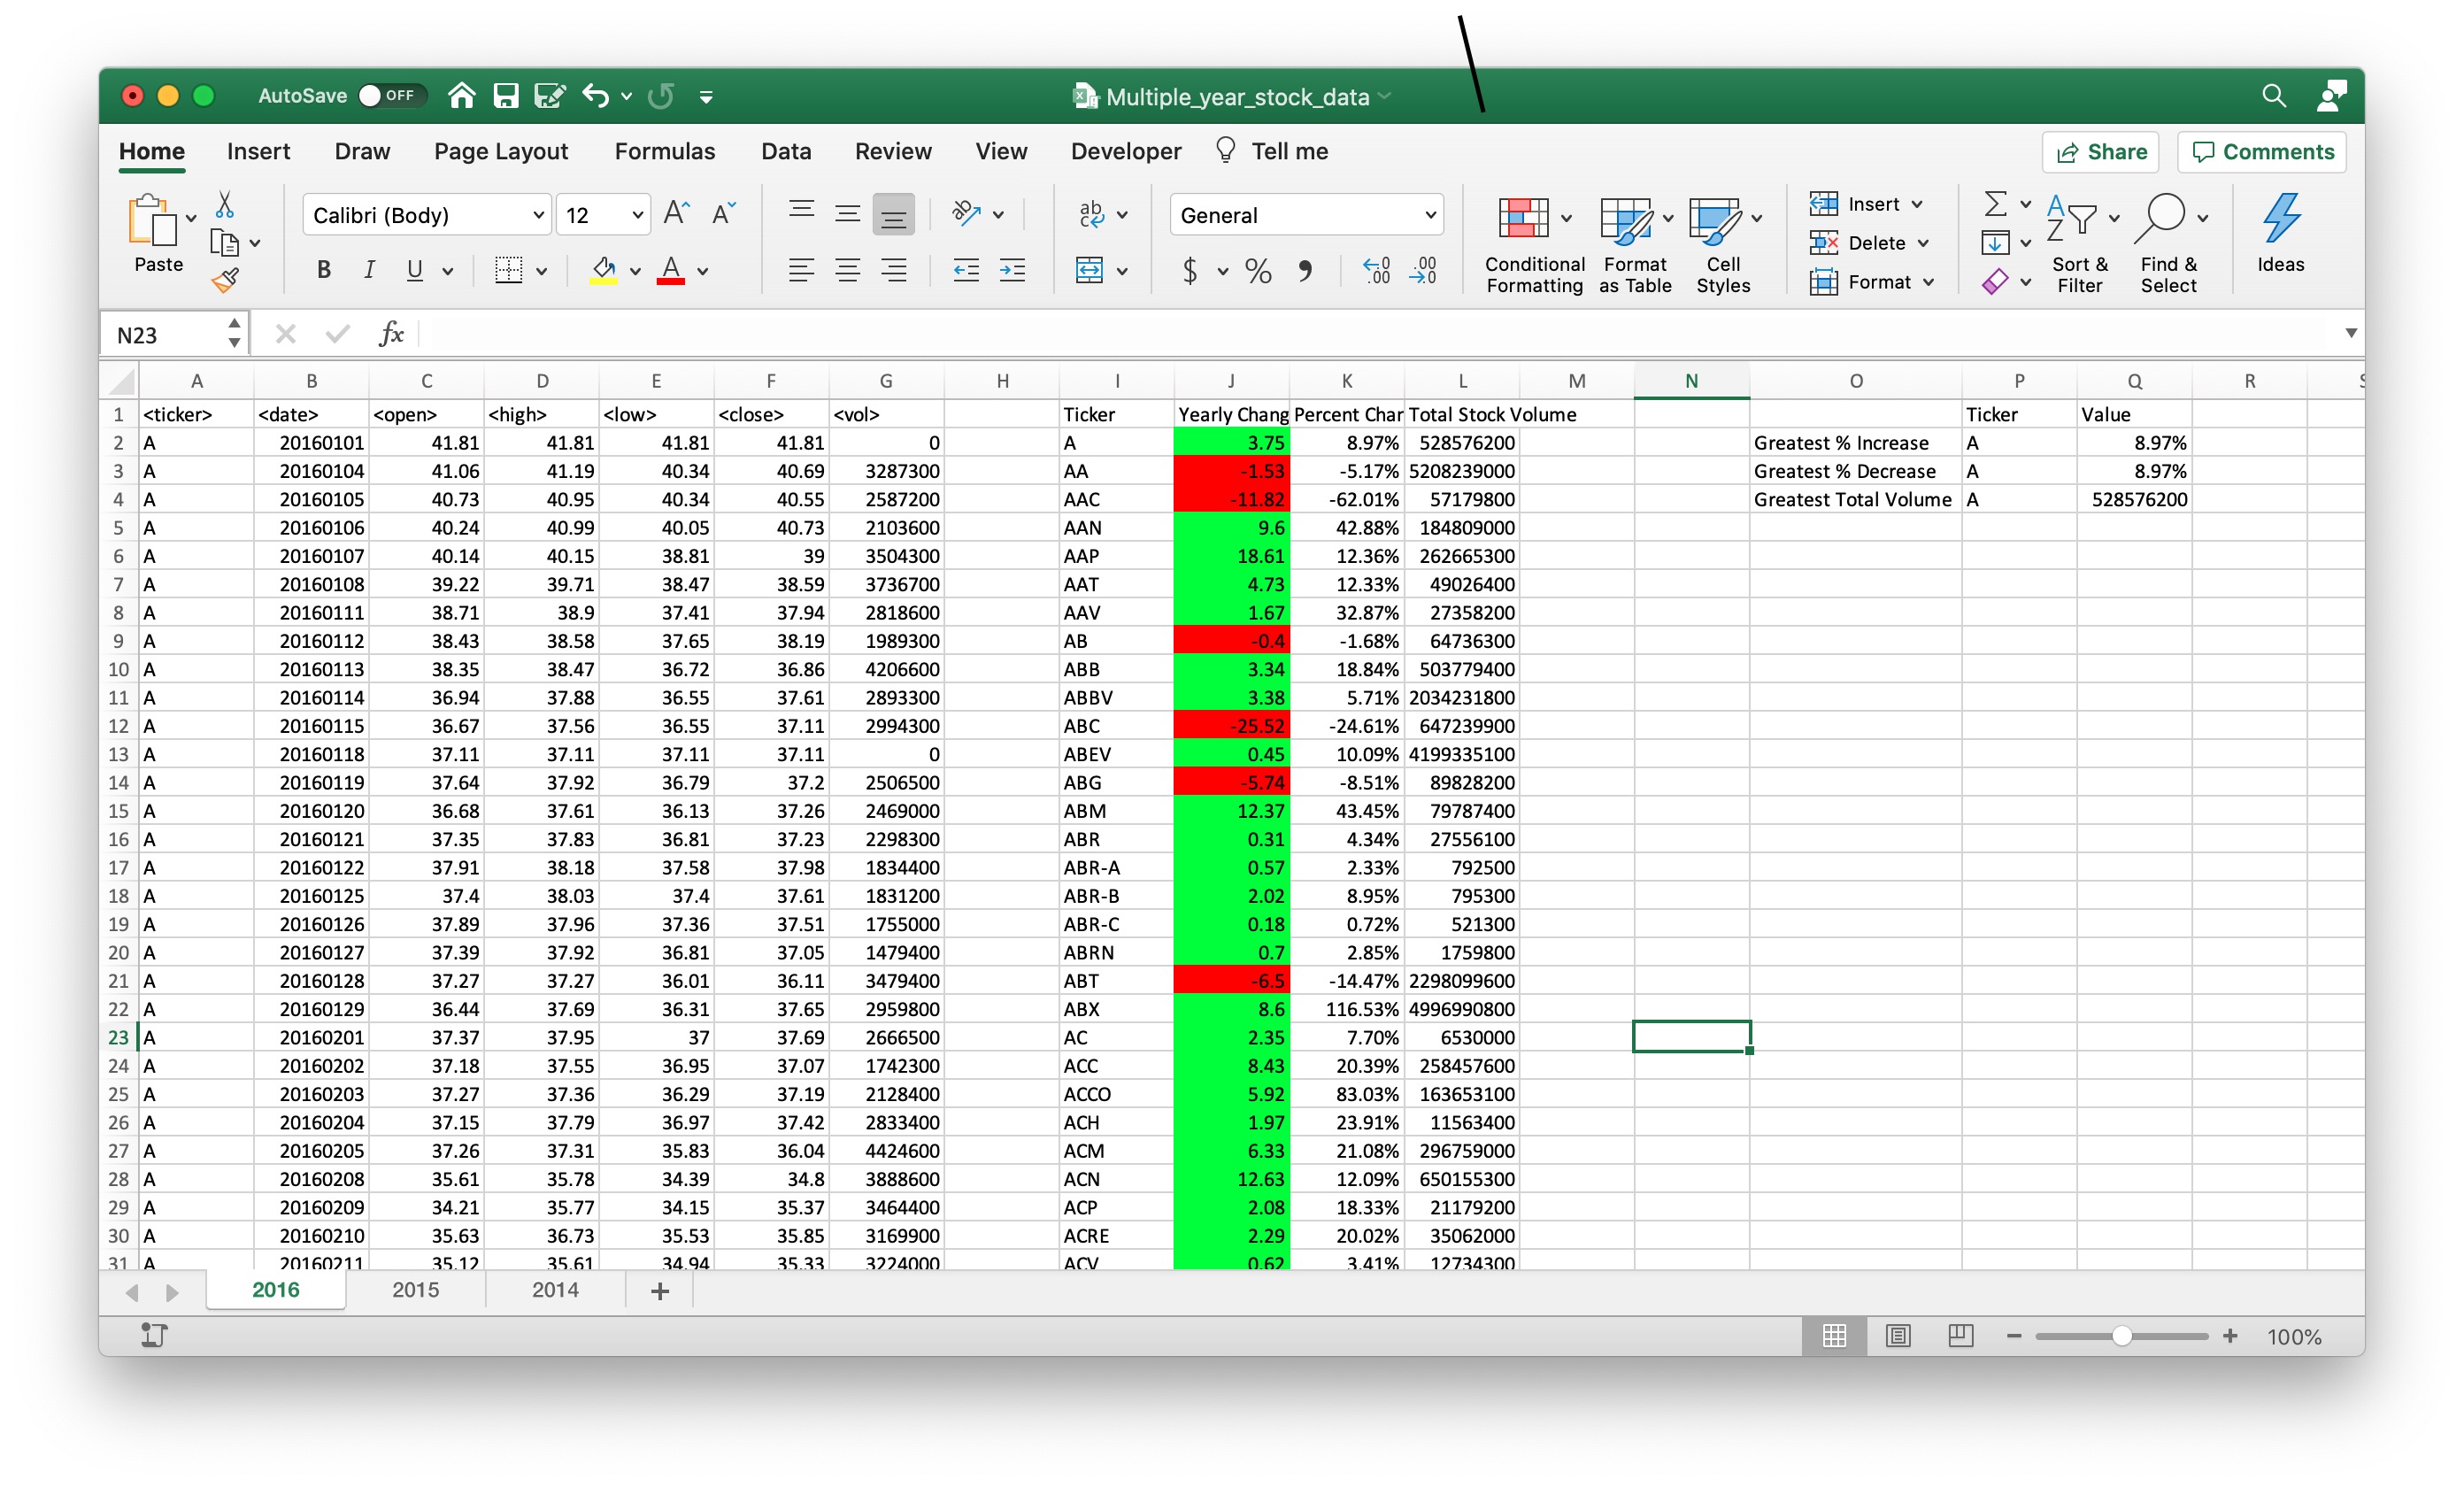 AutoSave OFF Multiple_year_stock_data
Home Insert Draw Page Layout Formulas Data Review View Developer Tell me Share Comments
Paste Calibri (Body) 12 General Conditional Formatting Format as Table Cell Styles Insert Delete Format Sort & Filter Find & Select Ideas
N23 fx
A B C D E F G H I J K L M N O P Q R
1 <ticker> <date> <open> <high> <low> <close> <vol> Ticker Yearly Chang Percent Char Total Stock Volume Ticker Value
2 A 20160101 41.81 41.81 41.81 41.81 0 A 3.75 8.97% 528576200 Greatest % Increase A 8.97%
3 A 20160104 41.06 41.19 40.34 40.69 3287300 AA -1.53 -5.17% 5208239000 Greatest % Decrease A 8.97%
4 A 20160105 40.73 40.95 40.34 40.55 2587200 AAC -11.82 -62.01% 57179800 Greatest Total Volume A 528576200
5 A 20160106 40.24 40.99 40.05 40.73 2103600 AAN 9.6 42.88% 184809000
6 A 20160107 40.14 40.15 38.81 39 3504300 AAP 18.61 12.36% 262665300
7 A 20160108 39.22 39.71 38.47 38.59 3736700 AAT 4.73 12.33% 49026400
8 A 20160111 38.71 38.9 37.41 37.94 2818600 AAV 1.67 32.87% 27358200
9 A 20160112 38.43 38.58 37.65 38.19 1989300 AB -0.4 -1.68% 64736300
10 A 20160113 38.35 38.47 36.72 36.86 4206600 ABB 3.34 18.84% 503779400
11 A 20160114 36.94 37.88 36.55 37.61 2893300 ABBV 3.38 5.71% 2034231800
12 A 20160115 36.67 37.56 36.55 37.11 2994300 ABC -25.52 -24.61% 647239900
13 A 20160118 37.11 37.11 37.11 37.11 0 ABEV 0.45 10.09% 4199335100
14 A 20160119 37.64 37.92 36.79 37.2 2506500 ABG -5.74 -8.51% 89828200
15 A 20160120 36.68 37.61 36.13 37.26 2469000 ABM 12.37 43.45% 79787400
16 A 20160121 37.35 37.83 36.81 37.23 2298300 ABR 0.31 4.34% 27556100
17 A 20160122 37.91 38.18 37.58 37.98 1834400 ABR-A 0.57 2.33% 792500
18 A 20160125 37.4 38.03 37.4 37.61 1831200 ABR-B 2.02 8.95% 795300
19 A 20160126 37.89 37.96 37.36 37.51 1755000 ABR-C 0.18 0.72% 521300
20 A 20160127 37.39 37.92 36.81 37.05 1479400 ABRN 0.7 2.85% 1759800
21 A 20160128 37.27 37.27 36.01 36.11 3479400 ABT -6.5 -14.47% 2298099600
22 A 20160129 36.44 37.69 36.31 37.65 2959800 ABX 8.6 116.53% 4996990800
23 A 20160201 37.37 37.95 37 37.69 2666500 AC 2.35 7.70% 6530000
24 A 20160202 37.18 37.55 36.95 37.07 1742300 ACC 8.43 20.39% 258457600
25 A 20160203 37.27 37.36 36.29 37.19 2128400 ACCO 5.92 83.03% 163653100
26 A 20160204 37.15 37.79 36.97 37.42 2833400 ACH 1.97 23.91% 11563400
27 A 20160205 37.26 37.31 35.83 36.04 4424600 ACM 6.33 21.08% 296759000
28 A 20160208 35.61 35.78 34.39 34.8 3888600 ACN 12.63 12.09% 650155300
29 A 20160209 34.21 35.77 34.15 35.37 3464400 ACP 2.08 18.33% 21179200
30 A 20160210 35.63 36.73 35.53 35.85 3169900 ACRE 2.29 20.02% 35062000
31 A 20160211 35.12 35.61 34.94 35.33 3224000 ACV 0.62 3.41% 12734300
2016 2015 2014 +
100%